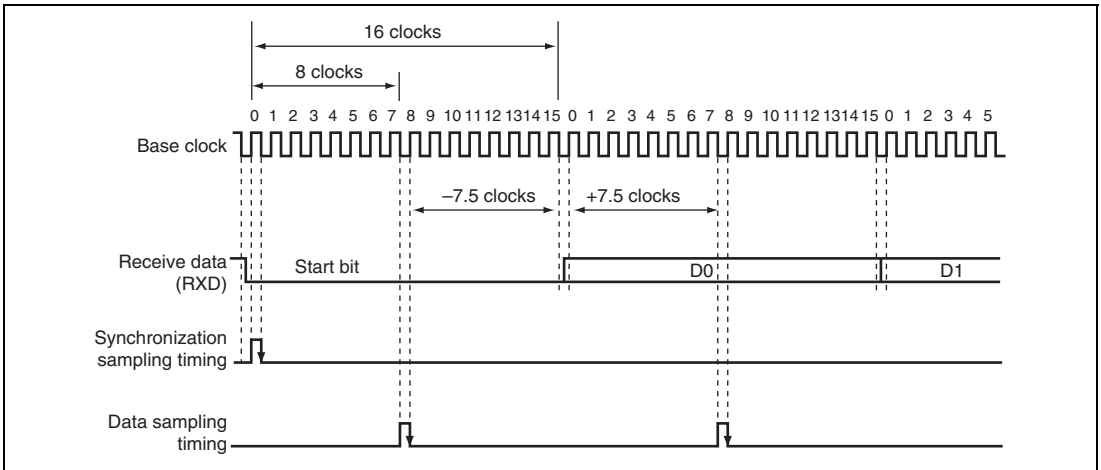 16 clocks
8 clocks
0 1 2 3 4 5 6 7 8 9 10 11 12 13 14 15 0 1 2 3 4 5 6 7 8 9 10 11 12 13 14 15 0 1 2 3 4 5
Base clock
–7.5 clocks +7.5 clocks
Receive data
(RXD)
Start bit D0 D1
Synchronization
sampling timing
Data sampling
timing